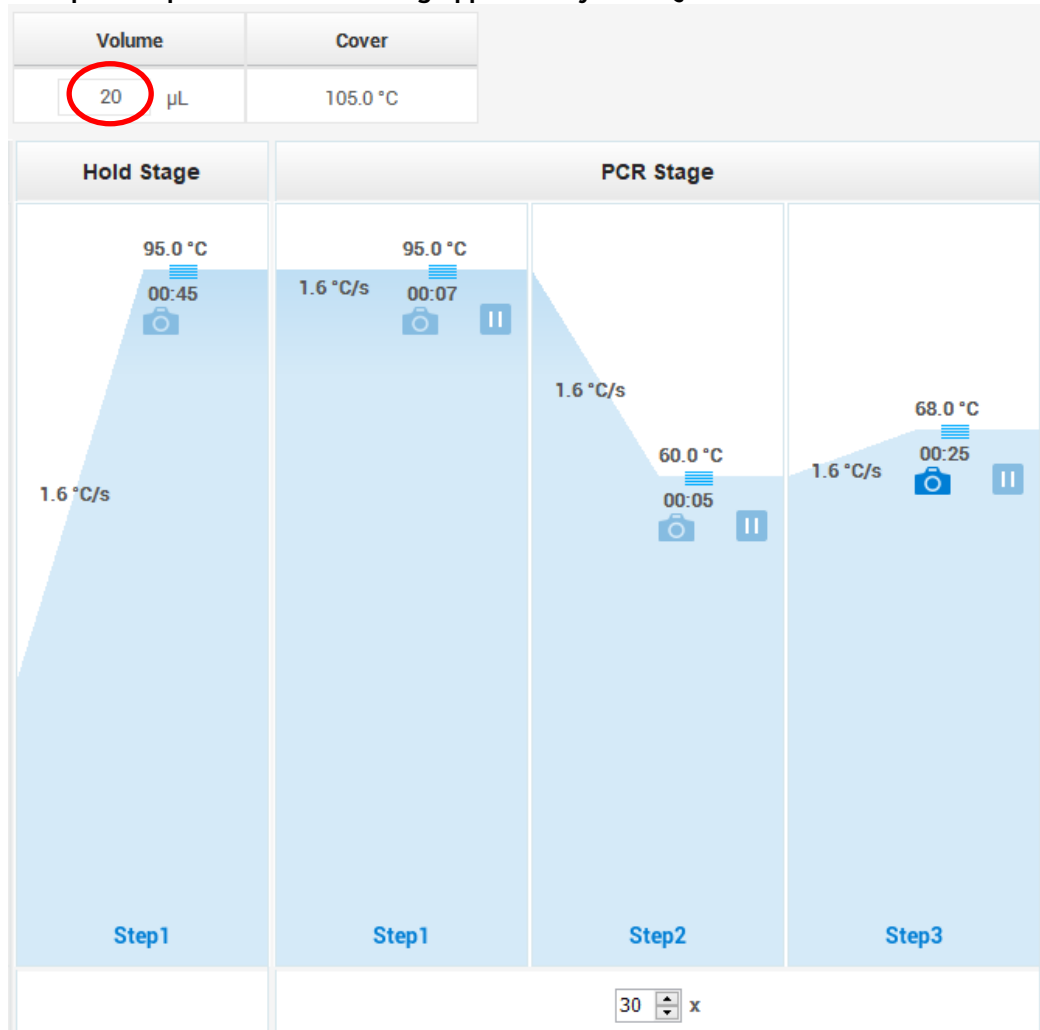 Volume Cover
20 µL 105.0 °C
Hold Stage PCR Stage
95.0 °C 95.0 °C
00:45 1.6 °C/s 00:07
1.6 °C/s 68.0 °C
60.0 °C 1.6 °C/s 00:25
1.6 °C/s 00:05
Step1 Step1 Step2 Step3
30 x